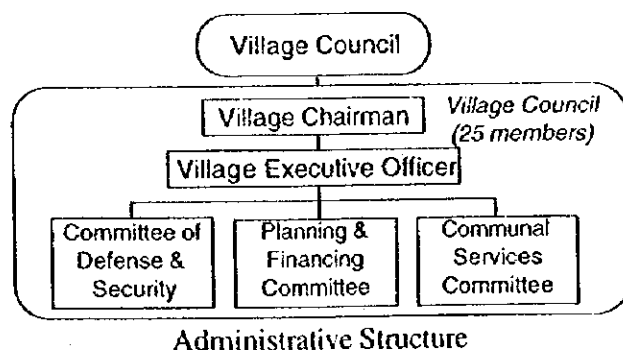 Village Council
Village Chairman
Village Council
(25 members)
Village Executive Officer
Committee of
Defense &
Security
Planning &
Financing
Committee
Communal
Services
Committee
Administrative Structure